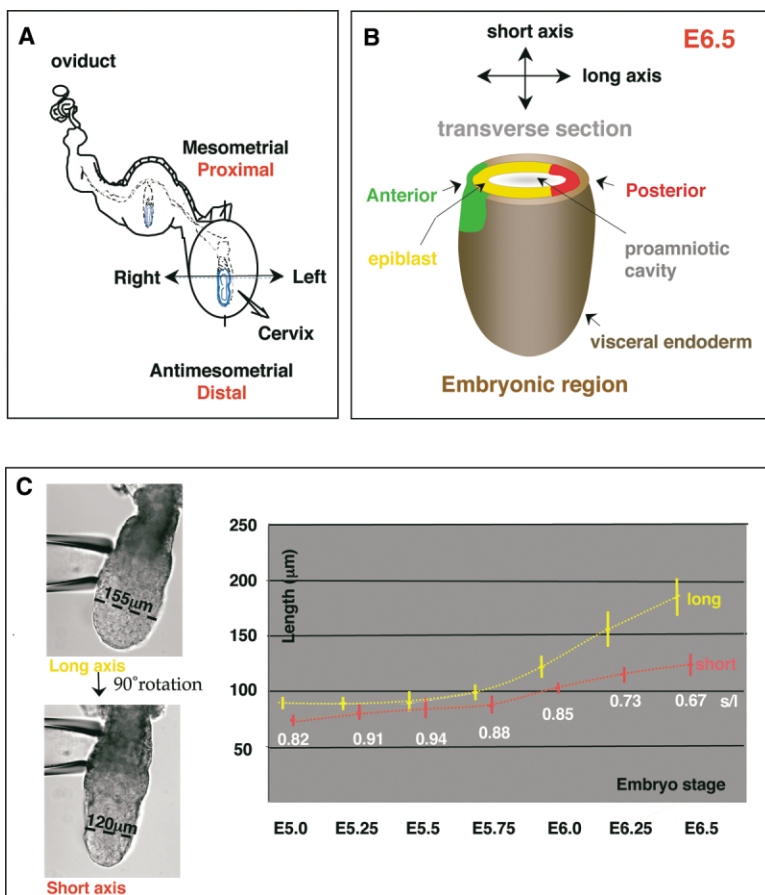 A
oviduct
Mesometrial
Proximal
Right
Left
Cervix
Antimesometrial
Distal
B
E6.5
short axis
long axis
transverse section
Anterior
Posterior
epiblast
proamniotic
cavity
visceral endoderm
Embryonic region
C
155μm
Long axis
90°rotation
120μm
Short axis
250
200
150
100
50
Length (μm)
long
short
0.82 0.91 0.94 0.88 0.85 0.73 0.67 s/l
Embryo stage
E5.0 E5.25 E5.5 E5.75 E6.0 E6.25 E6.5